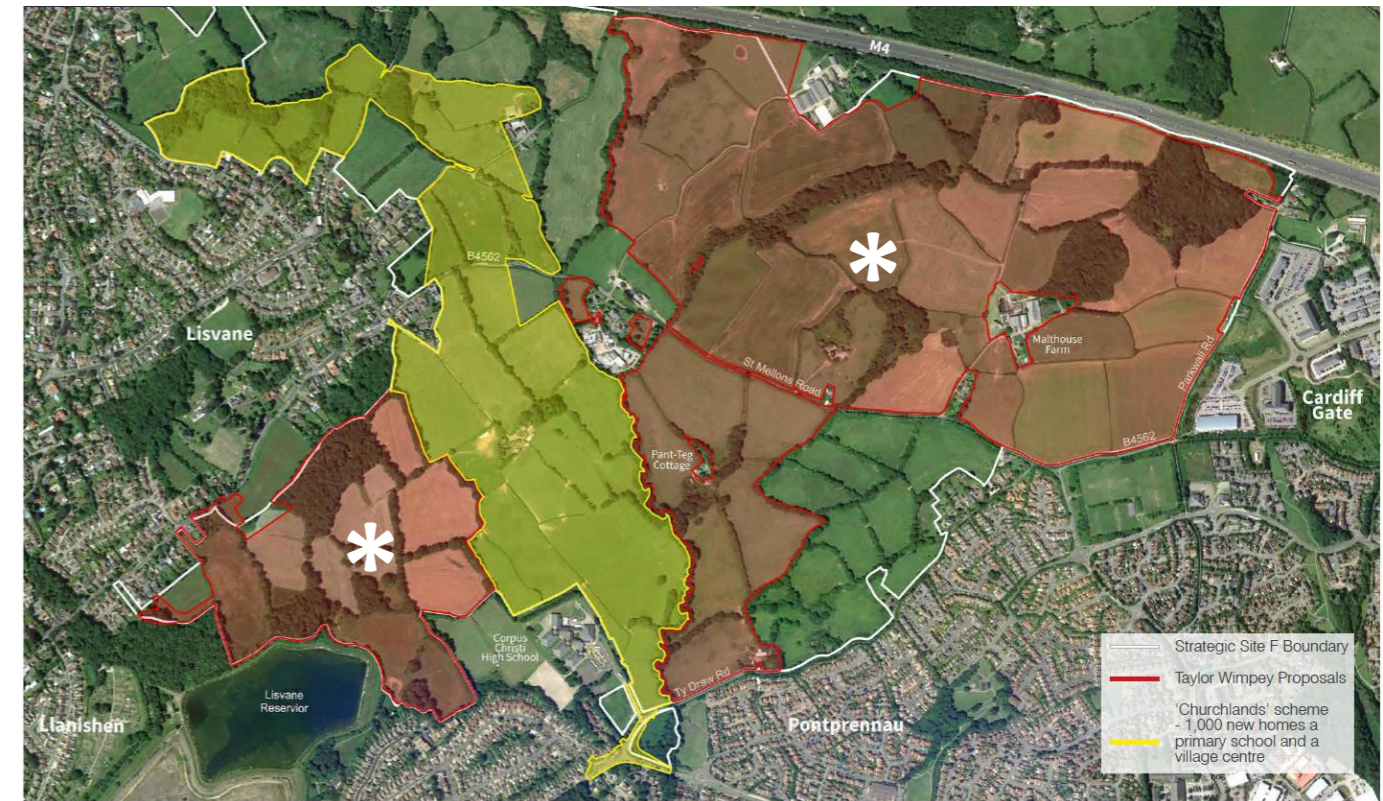 M4
B4562
Lisvane
St Mellons Road
Malthouse
Farm
Parkwall Rd
Cardiff
Gate
B4562
Pant-Teg
Cottage
Corpus
Christi
High School
Ty Draw Rd
Lisvane
Reservior
Llanishen
Pontprennau
Strategic Site F Boundary
Taylor Wimpey Proposals
'Churchlands' scheme
- 1,000 new homes a
primary school and a
village centre